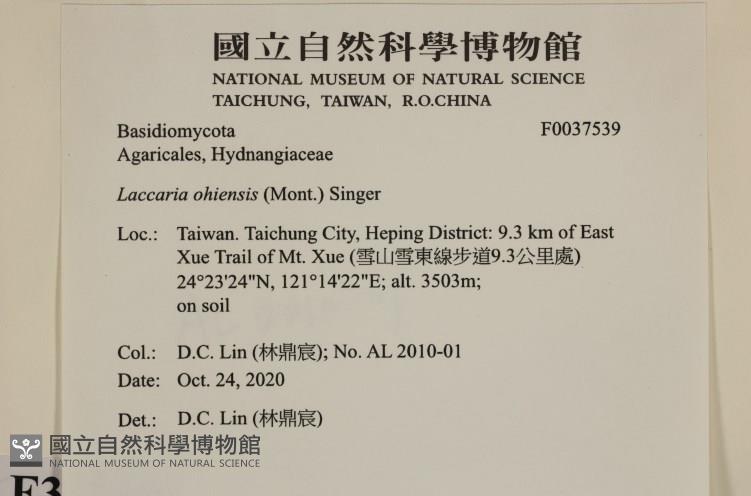 國立自然科學博物館
NATIONAL MUSEUM OF NATURAL SCIENCE
TAICHUNG, TAIWAN, R.O.CHINA
Basidiomycota F0037539
Agaricales, Hydnangiaceae
Laccaria ohiensis (Mont.) Singer
Loc.: Taiwan. Taichung City, Heping District: 9.3 km of East
Xue Trail of Mt. Xue (雪山雪東線步道9.3公里處)
24°23'24"N, 121°14'22"E; alt. 3503m;
on soil
Col.: D.C. Lin (林鼎宸); No. AL 2010-01
Date: Oct. 24, 2020
Det.: D.C. Lin (林鼎宸)
國立自然科學博物館
NATIONAL MUSEUM OF NATURAL SCIENCE